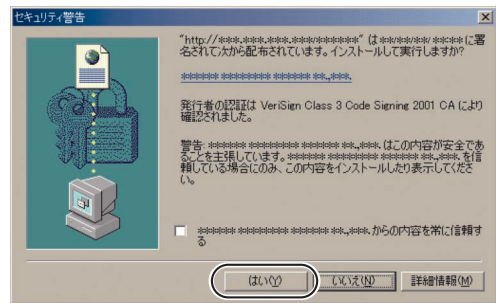 セキュリティ警告
"http://***.***.***.***/********" (は **/**/** **:** に署名されて)次から配布されています。インストールして実行しますか?
****** ******** ****** **.,***.
発行者の認証は VeriSign Class 3 Code Signing 2001 CA により
確認されました。
警告: ****** ******** ****** **.,***. はこの内容が安全であ
ることを主張しています。 ****** ******** ****** **.,***. を信
頼している場合にのみ、この内容をインストールしたり表示してくださ
い。
****** ******** ****** **.,***. からの内容を常に信頼す
る
はい(Y)
いいえ(N)
詳細情報(M)